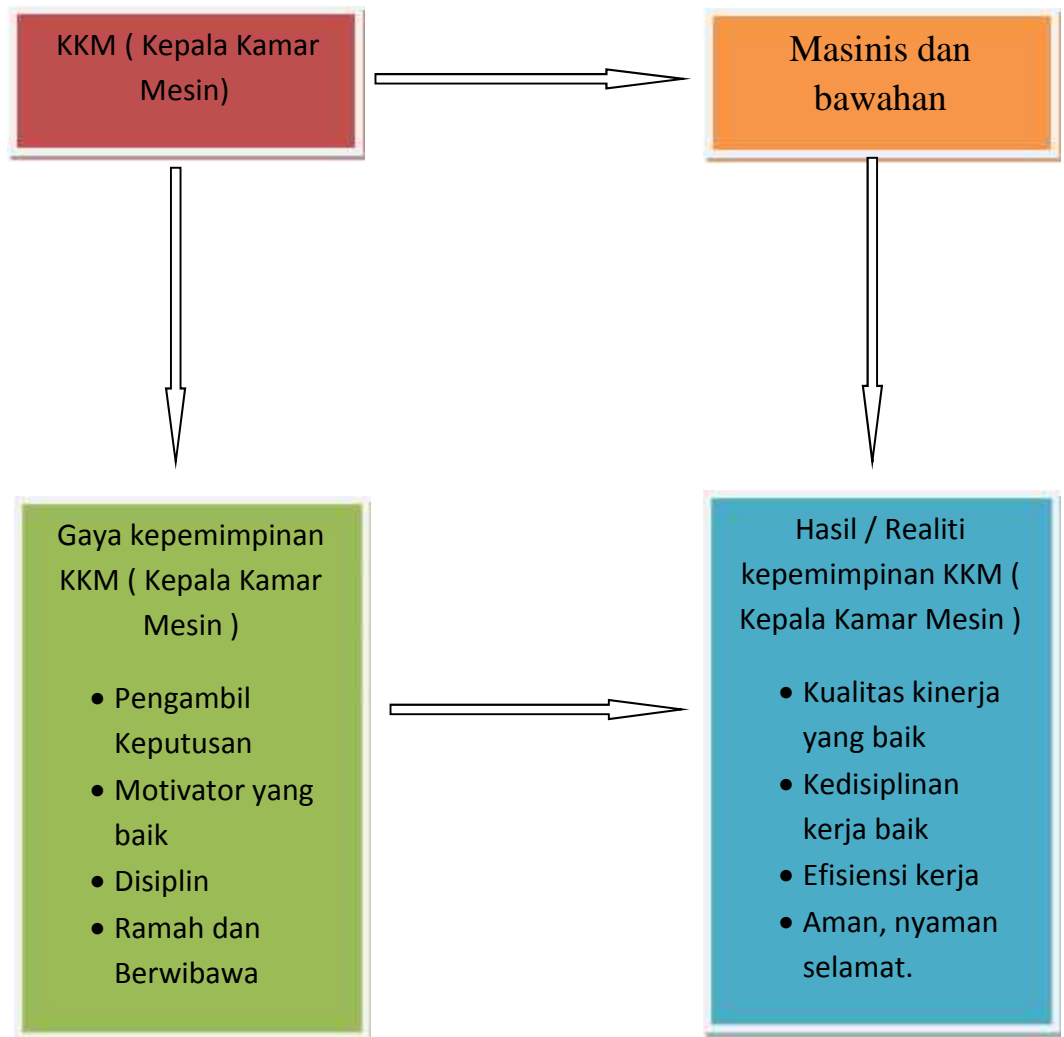 KKM ( Kepala Kamar
Mesin)
Masinis dan
bawahan
Gaya kepemimpinan
KKM ( Kepala Kamar
Mesin )
• Pengambil
Keputusan
• Motivator yang
baik
• Disiplin
• Ramah dan
Berwibawa
Hasil / Realiti
kepemimpinan KKM (
Kepala Kamar Mesin )
• Kualitas kinerja
yang baik
• Kedisiplinan
kerja baik
• Efisiensi kerja
• Aman, nyaman
selamat.